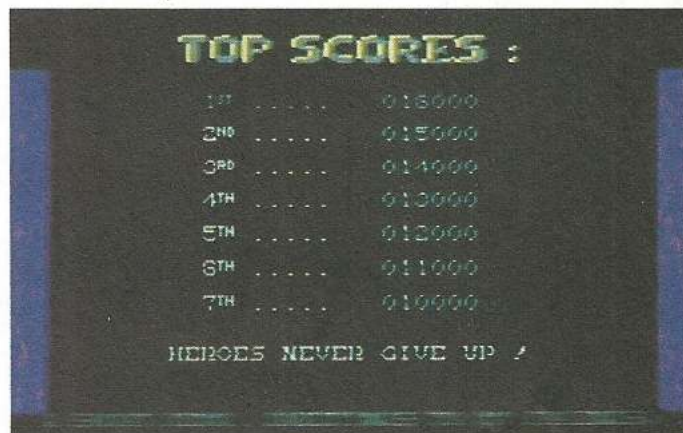 TOP SCORES :
1ST ..... 016000
2ND ..... 015000
3RD ..... 014000
4TH ..... 013000
5TH ..... 012000
6TH ..... 011000
7TH ..... 010000
HEROES NEVER GIVE UP !